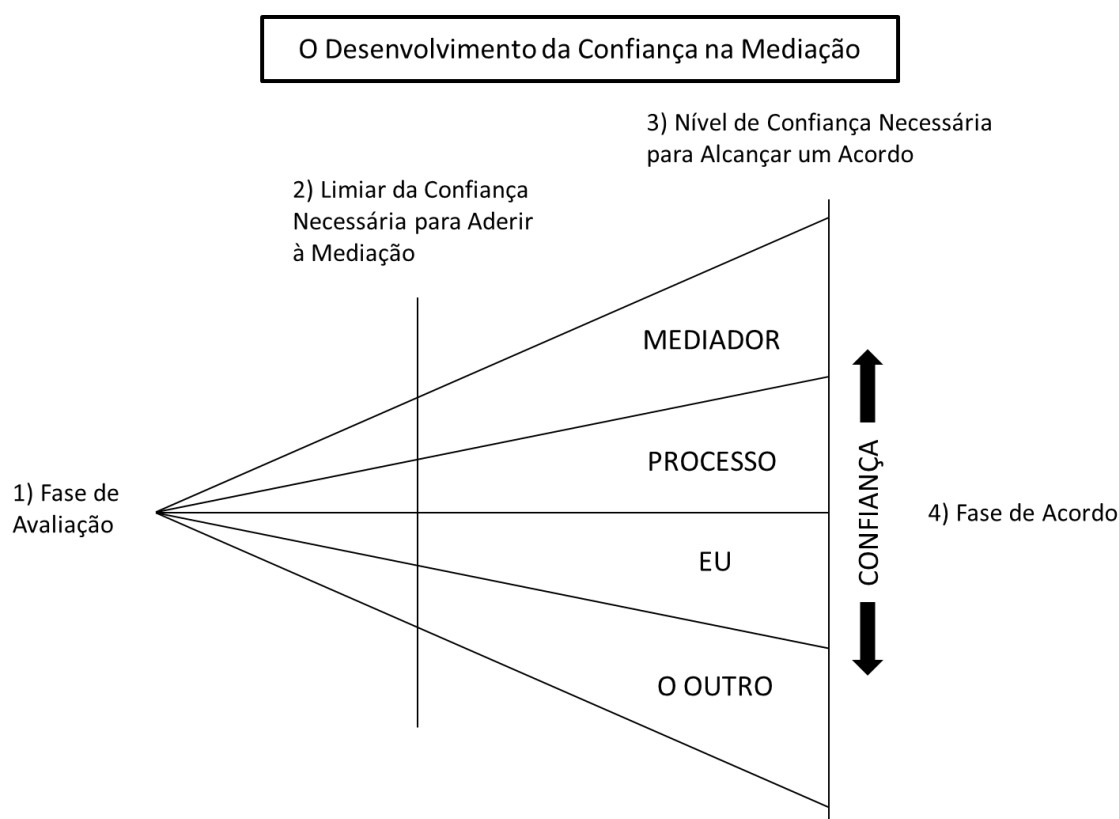 O Desenvolvimento da Confiança na Mediação
3) Nível de Confiança Necessária
para Alcançar um Acordo
2) Limiar da Confiança
Necessária para Aderir
à Mediação
MEDIADOR
PROCESSO
1) Fase de
Avaliação
CONFIANÇA
4) Fase de Acordo
EU
O OUTRO